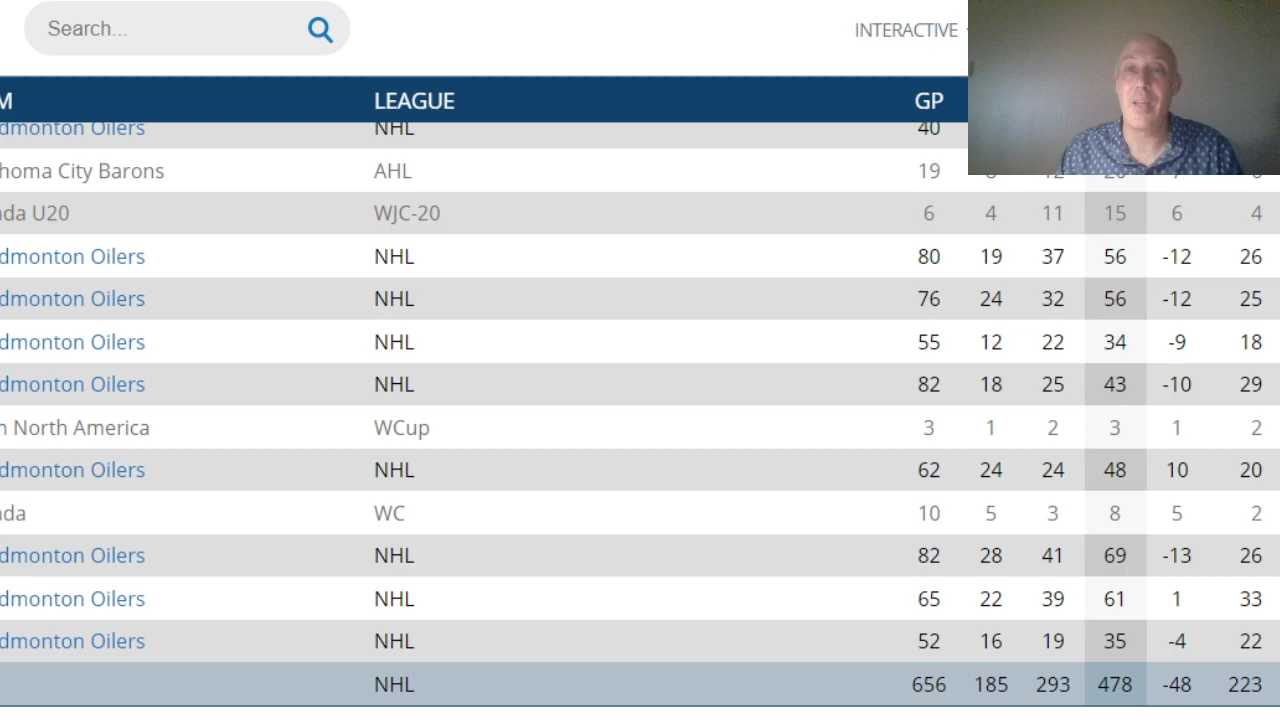 Search...
INTERACTIVE
M LEAGUE GP
dmonton Oilers NHL 40
homa City Barons AHL 19
da U20 WJC-20 6 4 11 15 6 4
dmonton Oilers NHL 80 19 37 56 -12 26
dmonton Oilers NHL 76 24 32 56 -12 25
dmonton Oilers NHL 55 12 22 34 -9 18
dmonton Oilers NHL 82 18 25 43 -10 29
North America WCup 3 1 2 3 1 2
dmonton Oilers NHL 62 24 24 48 10 20
da WC 10 5 3 8 5 2
dmonton Oilers NHL 82 28 41 69 -13 26
dmonton Oilers NHL 65 22 39 61 1 33
dmonton Oilers NHL 52 16 19 35 -4 22
NHL 656 185 293 478 -48 223